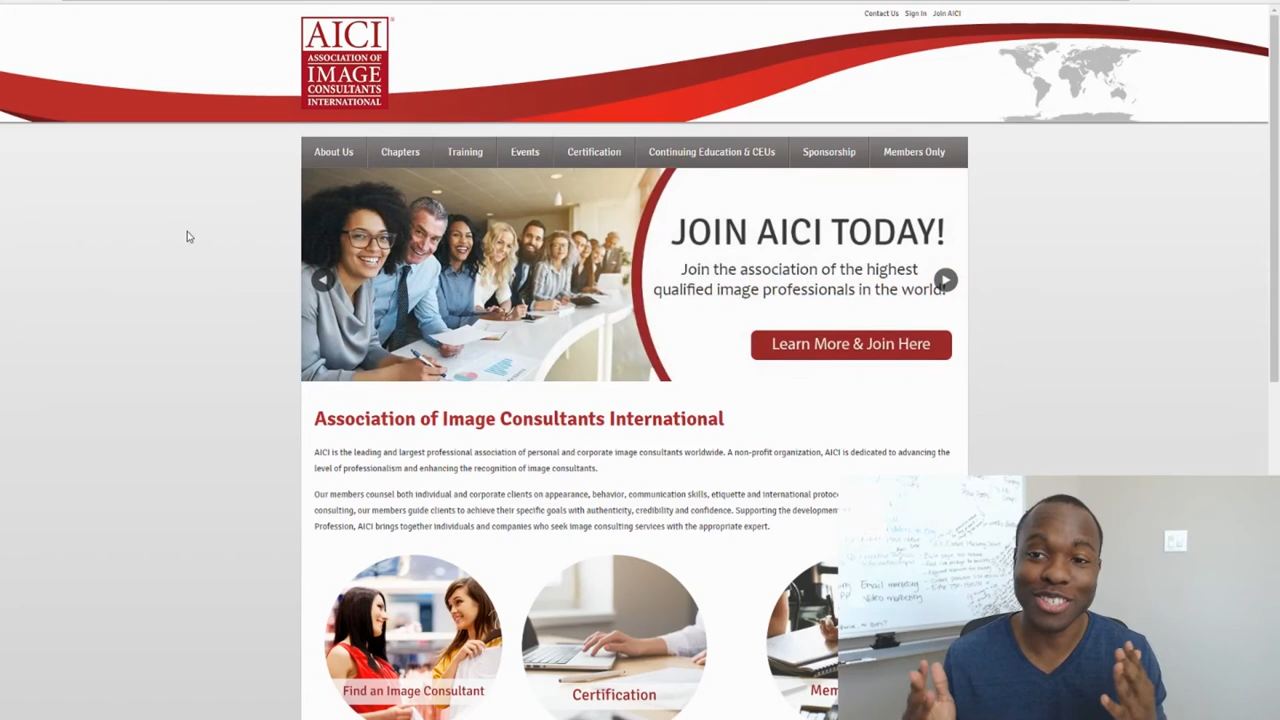 Contact Us Sign In Join AICI
AICI
ASSOCIATION OF
IMAGE
CONSULTANTS
INTERNATIONAL
About Us Chapters Training Events Certification Continuing Education & CEUs Sponsorship Members Only
JOIN AICI TODAY!
Join the association of the highest
qualified image professionals in the world!
Learn More & Join Here
Association of Image Consultants International
AICI is the leading and largest professional association of personal and corporate image consultants worldwide. A non-profit organization, AICI is dedicated to advancing the
level of professionalism and enhancing the recognition of image consultants.
Our members counsel both individual and corporate clients on appearance, behavior, communication skills, etiquette and international protoc
consulting, our members guide clients to achieve their specific goals with authenticity, credibility and confidence. Supporting the developmen
Profession, AICI brings together individuals and companies who seek image consulting services with the appropriate expert.
Email marketing
Video marketing
Find an Image Consultant
Certification
Mem